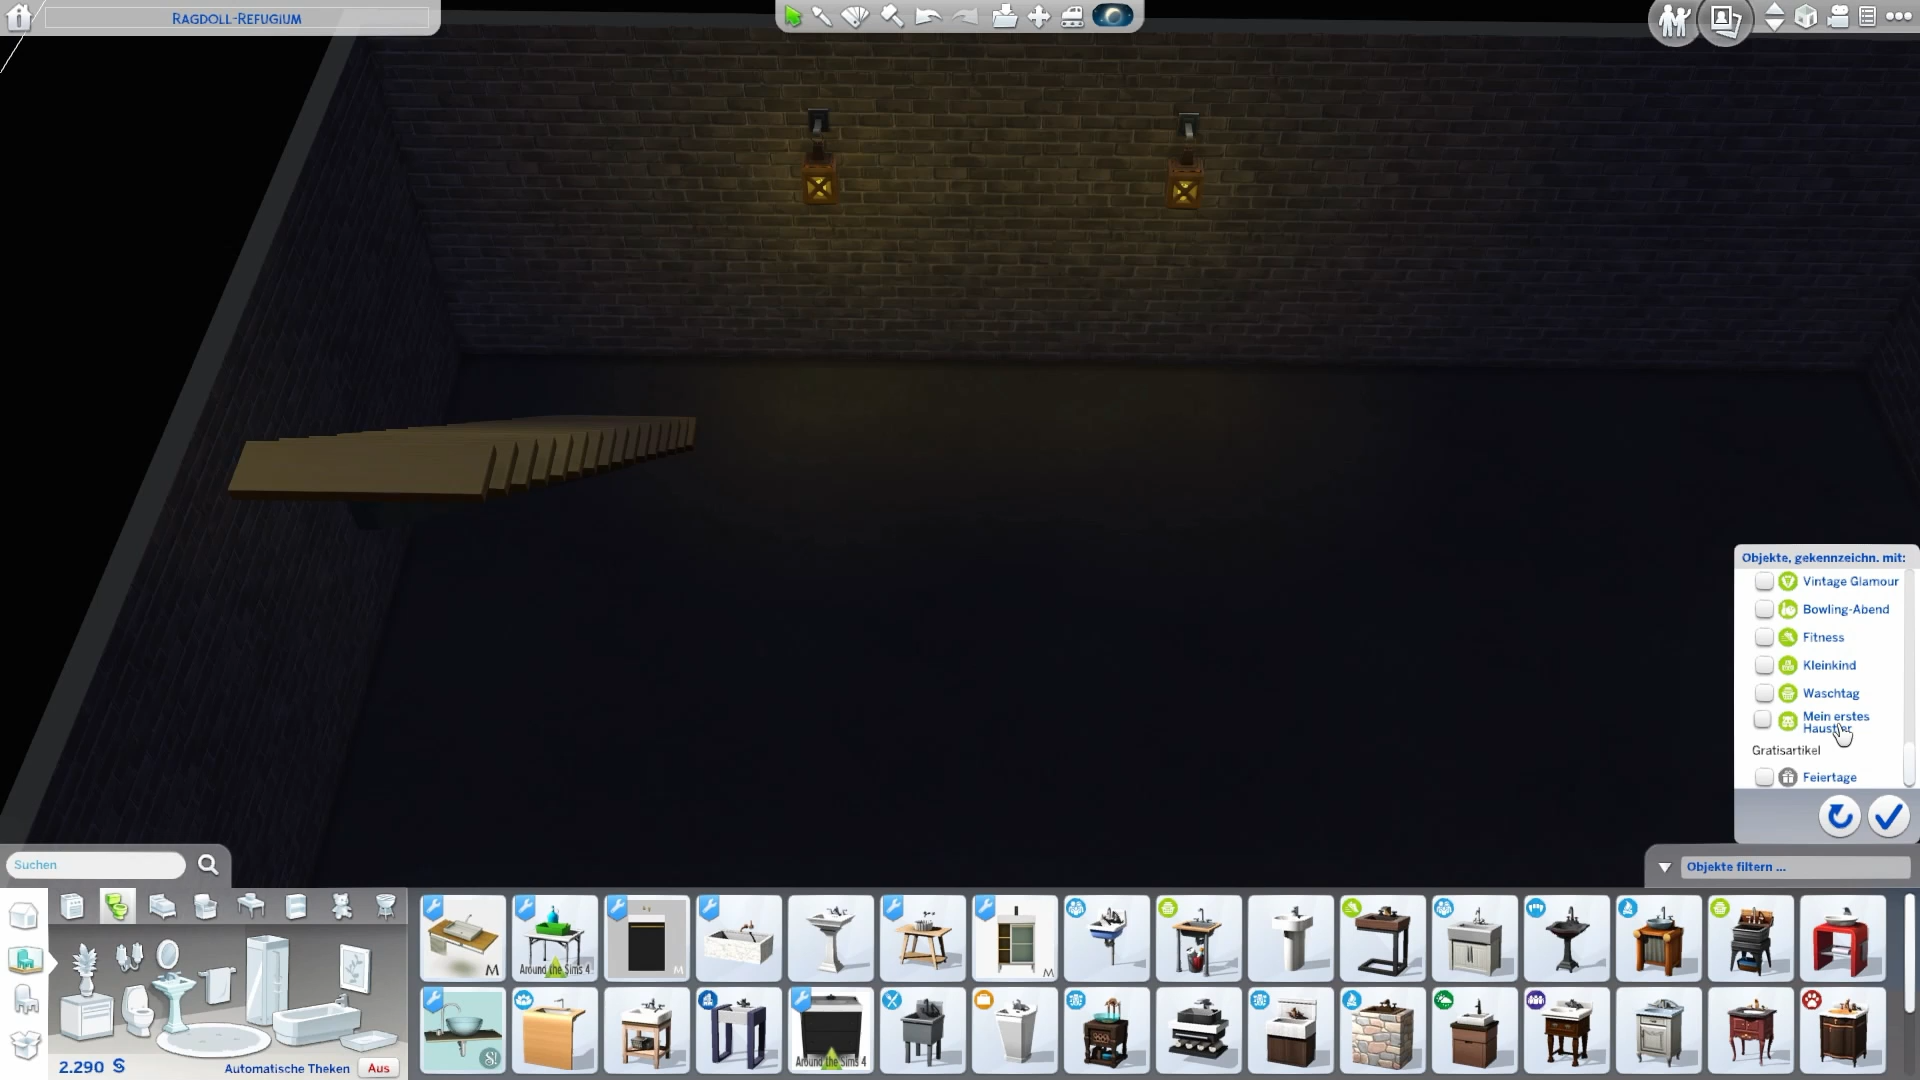 Ragdoll-Refugium
Objekte, gekennzeichn. mit:
Vintage Glamour
Bowling-Abend
Fitness
Kleinkind
Waschtag
Mein erstes
Haustier
Gratisartikel
Feiertage
Suchen
Objekte filtern ...
M
Around the Sims 4
M
M
S!
Around the Sims 4
2.290 $
Automatische Theken
Aus